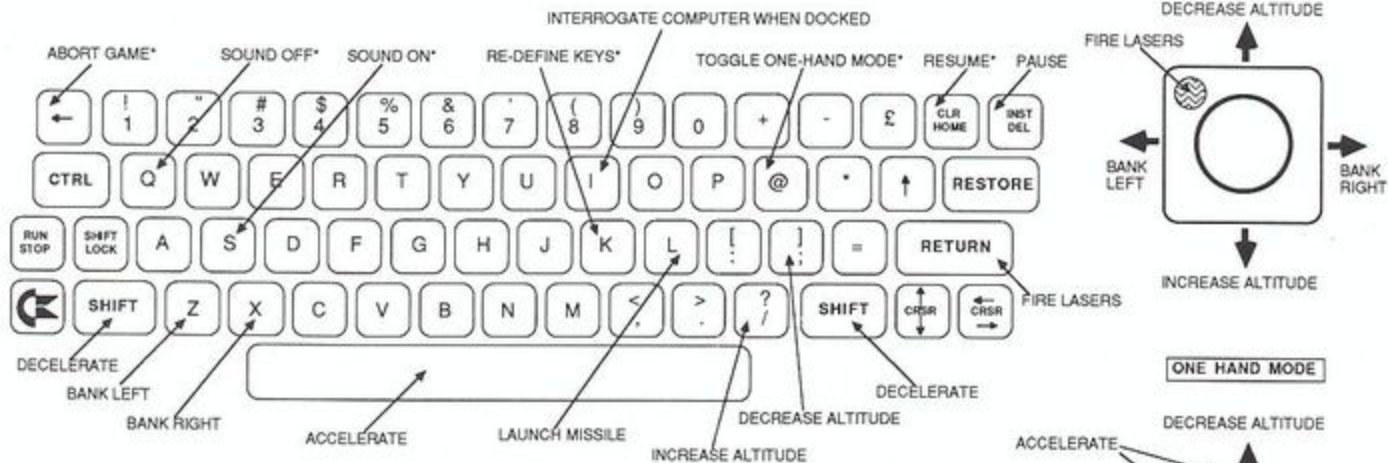 INTERROGATE COMPUTER WHEN DOCKED
DECREASE ALTITUDE
ABORT GAME* SOUND OFF* SOUND ON* RE-DEFINE KEYS* TOGGLE ONE-HAND MODE* RESUME* PAUSE
FIRE LASERS
← ! 1 " 2 # 3 $ 4 % 5 & 6 ' 7 ( 8 ) 9 0 + - £ CLR HOME INST DEL
CTRL Q W E R T Y U I O P @ * ↑ RESTORE
BANK LEFT
BANK RIGHT
RUN STOP SHIFT LOCK A S D F G H J K L [ : ] ; = RETURN
INCREASE ALTITUDE
SHIFT Z X C V B N M < , > . ? / SHIFT CRSR ← CRSR →
FIRE LASERS
DECELERATE
BANK LEFT
BANK RIGHT
ACCELERATE
LAUNCH MISSILE
INCREASE ALTITUDE
DECREASE ALTITUDE
DECELERATE
ONE HAND MODE
DECREASE ALTITUDE
ACCELERATE